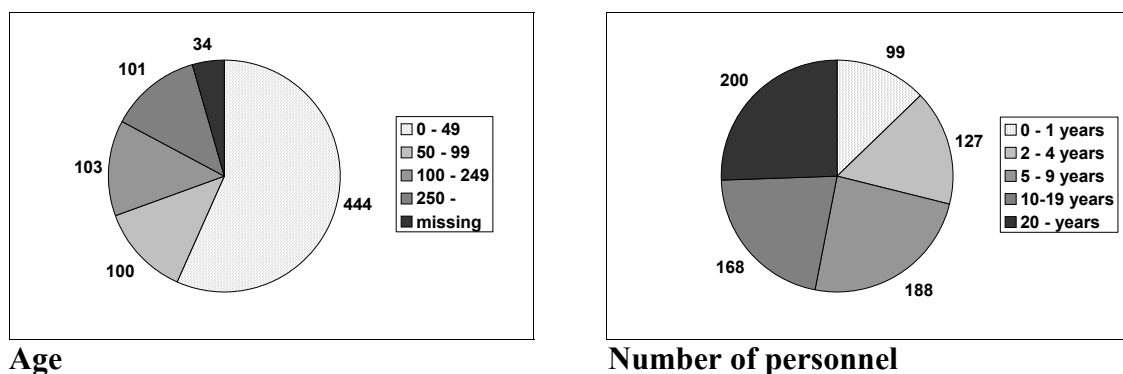 34
101
103
100
444
0 - 49
50 - 99
100 - 249
250 -
missing
Age
99
200
127
168
188
0 - 1 years
2 - 4 years
5 - 9 years
10-19 years
20 - years
Number of personnel